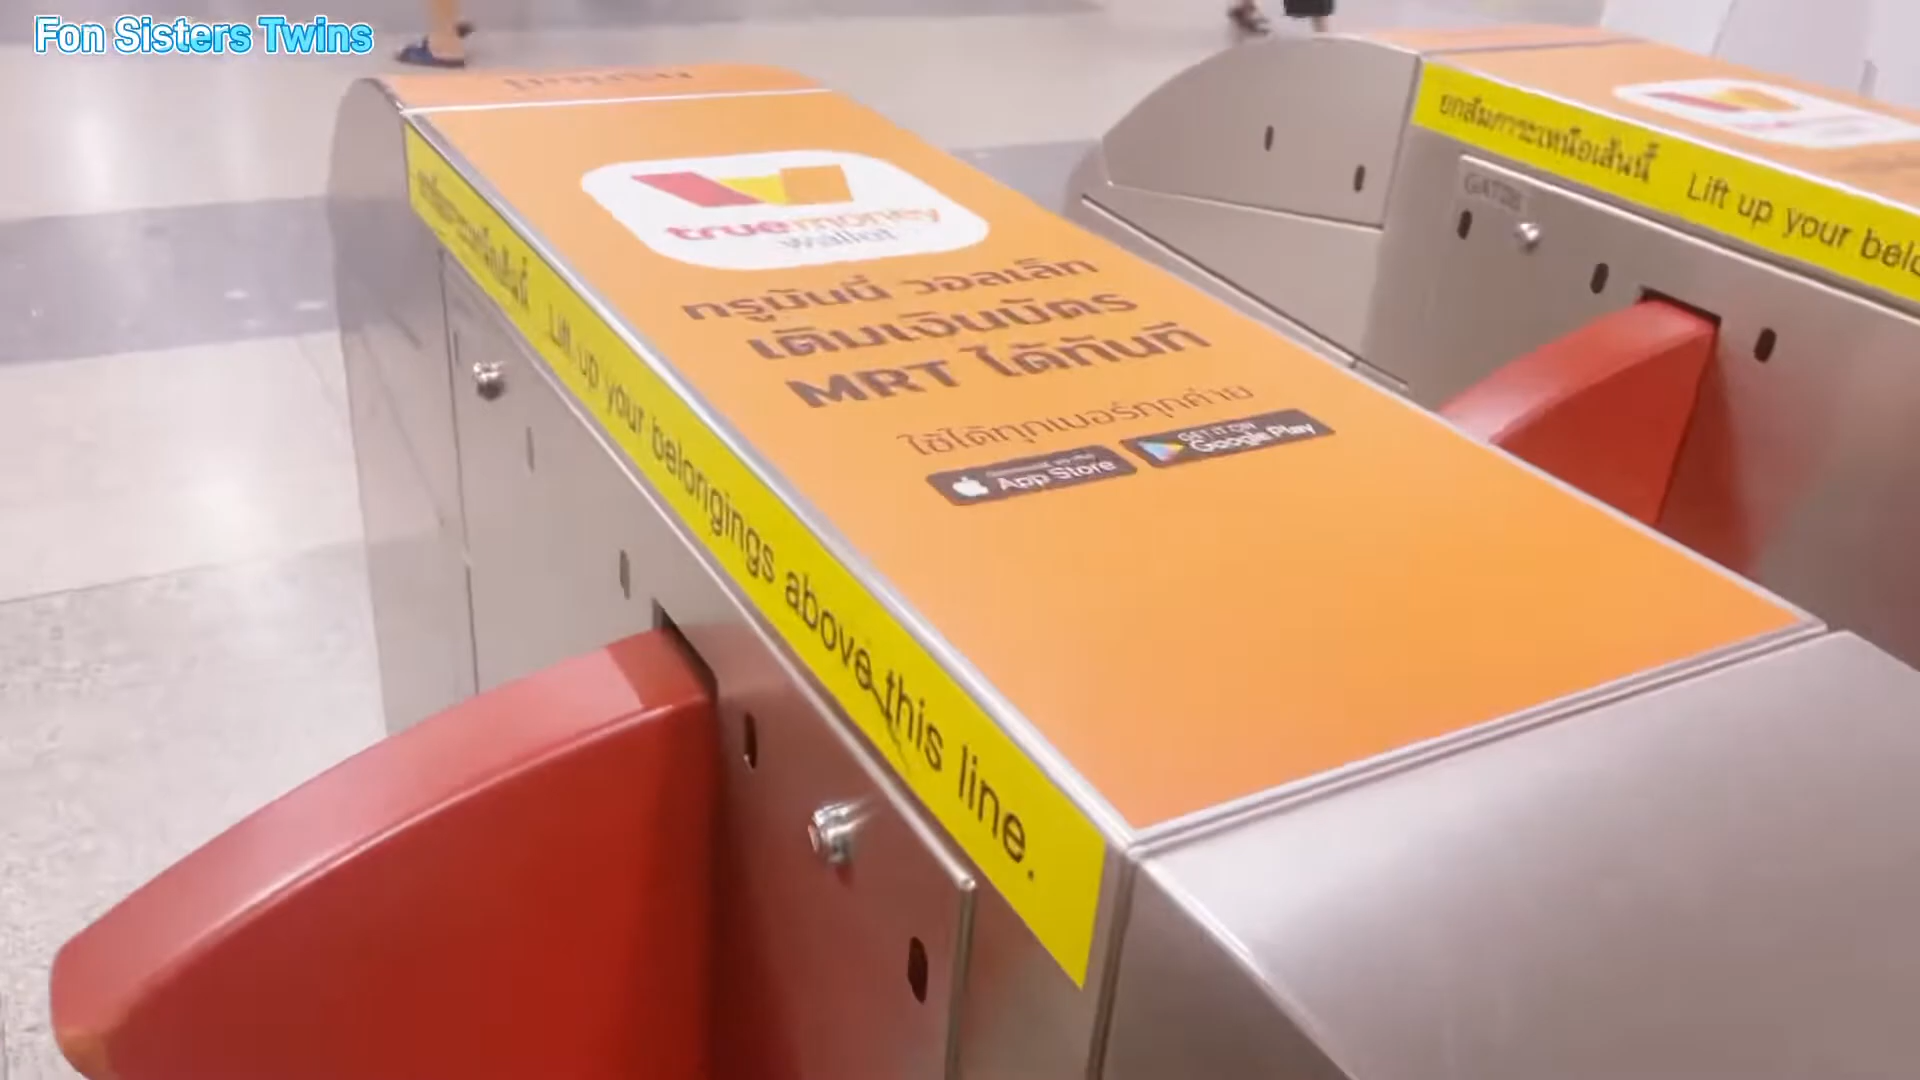 Fon Sisters Twins
truemoney
wallet
ทรูมันนี่ วอลเล็ท
เติมเงินบัตร
MRT ได้ทันที
ใช้ได้ทุกเบอร์ทุกค่าย
App Store
GET IT ON
Google Play
Lift up your belongings above this line.
ยกสัมภาระเหนือเส้นนี้ Lift up your belo